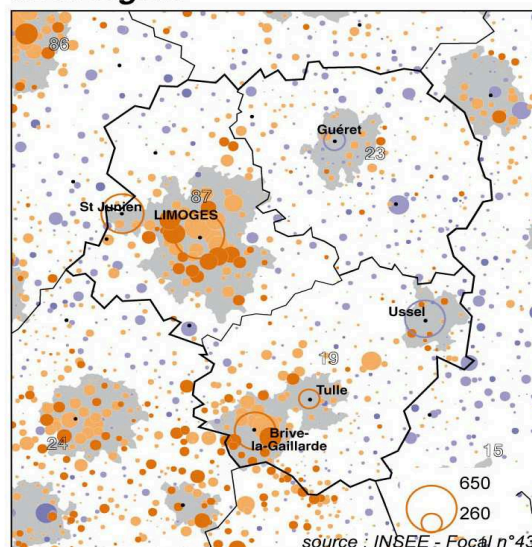 86
Guéret
23
87
St Junien
LIMOGES
Ussel
19
Tulle
24
Brive-
la-Gaillarde
15
650
260
source : INSEE - Focal n°43